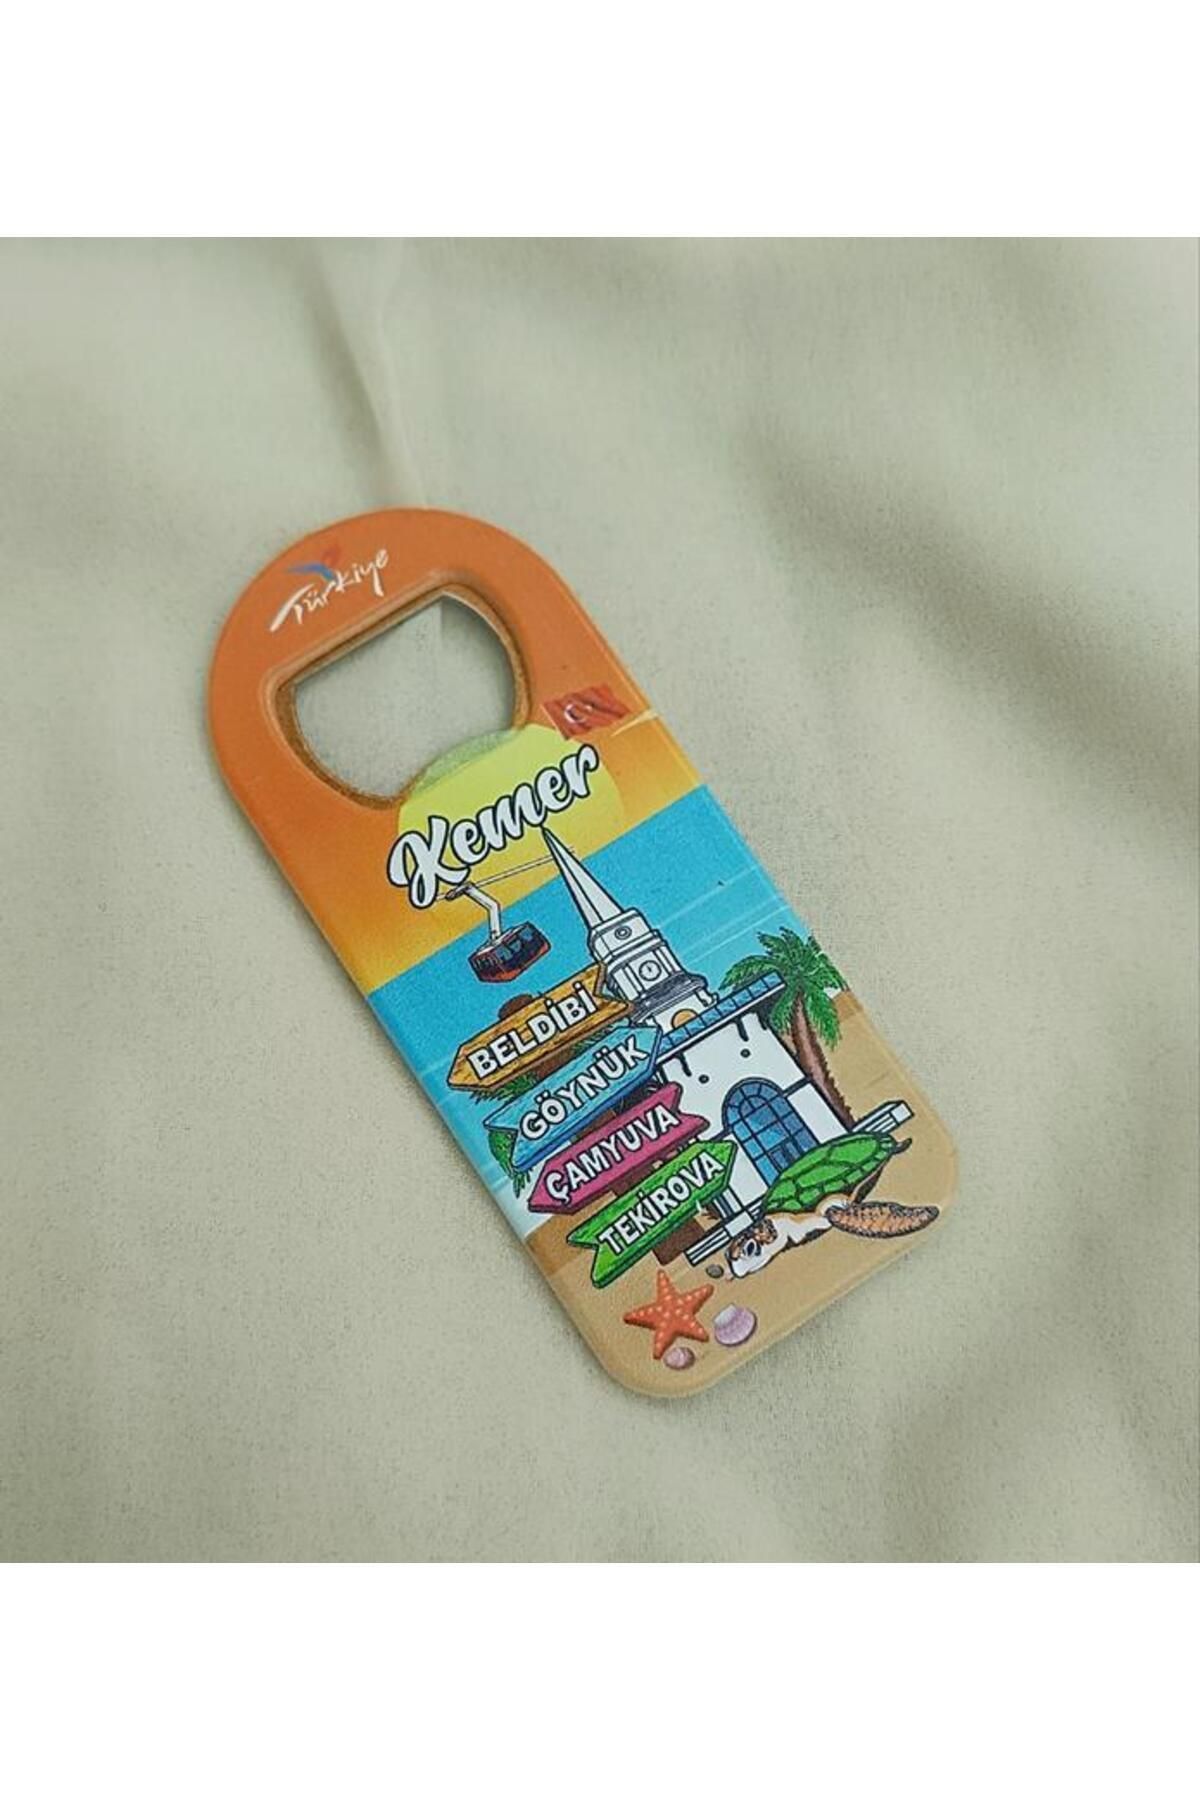 Türkiye
Kemer
BELDİBİ
GÖYNÜK
ÇAMYUVA
TEKİROVA